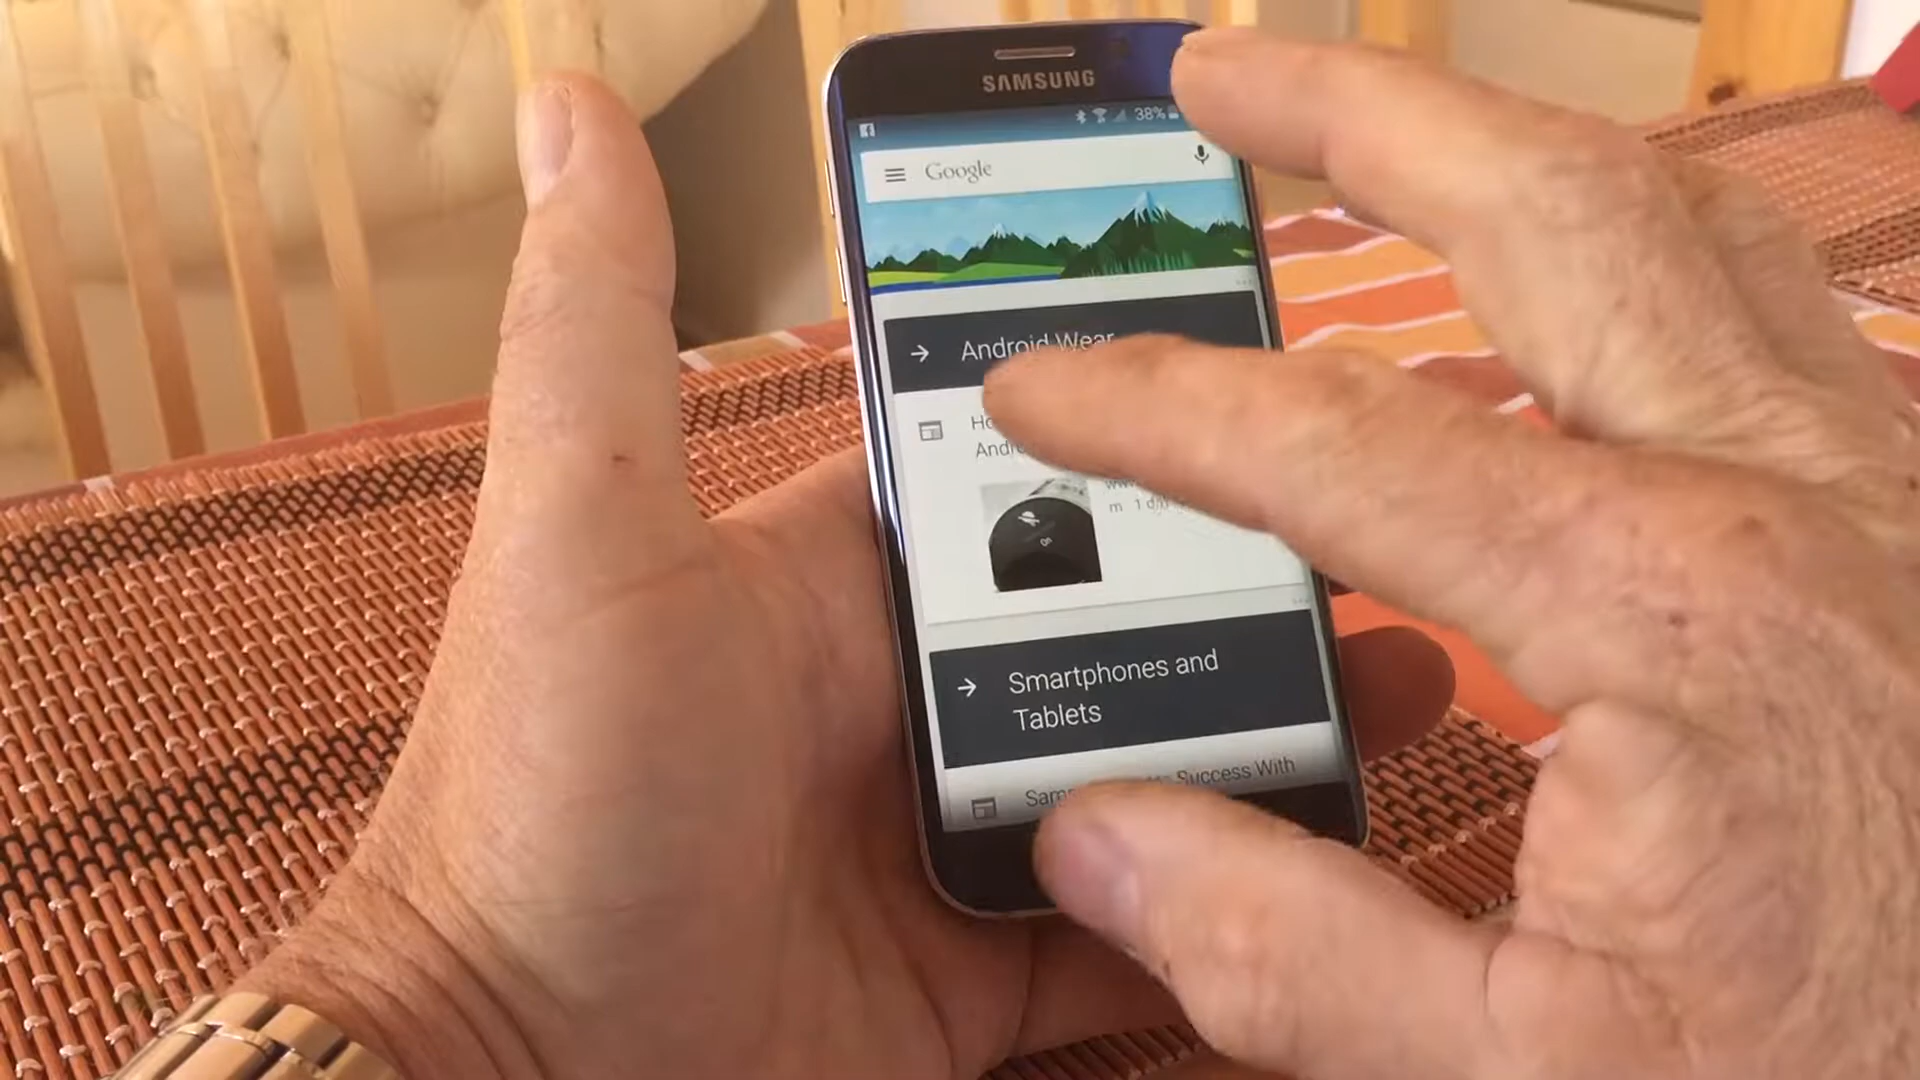 SAMSUNG
38%
Google
Android Wear
Smartphones and
Tablets
Success With